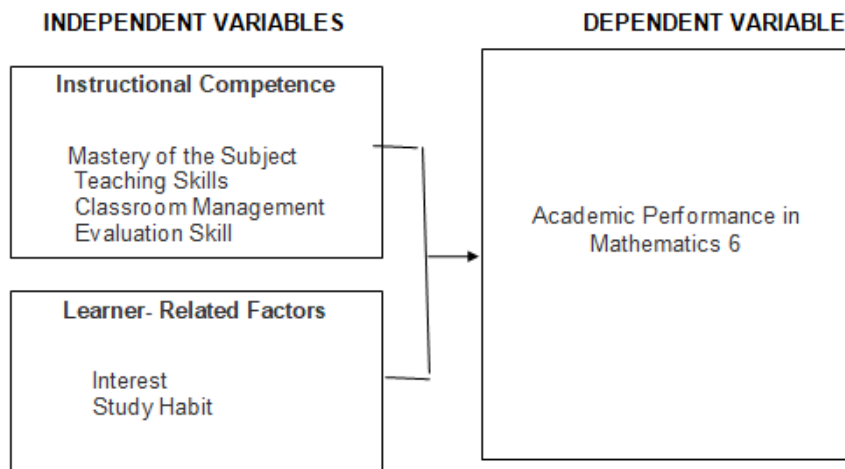 INDEPENDENT VARIABLES
Instructional Competence
Mastery of the Subject
Teaching Skills
Classroom Management
Evaluation Skill
Learner- Related Factors
Interest
Study Habit
DEPENDENT VARIABLE
Academic Performance in
Mathematics 6